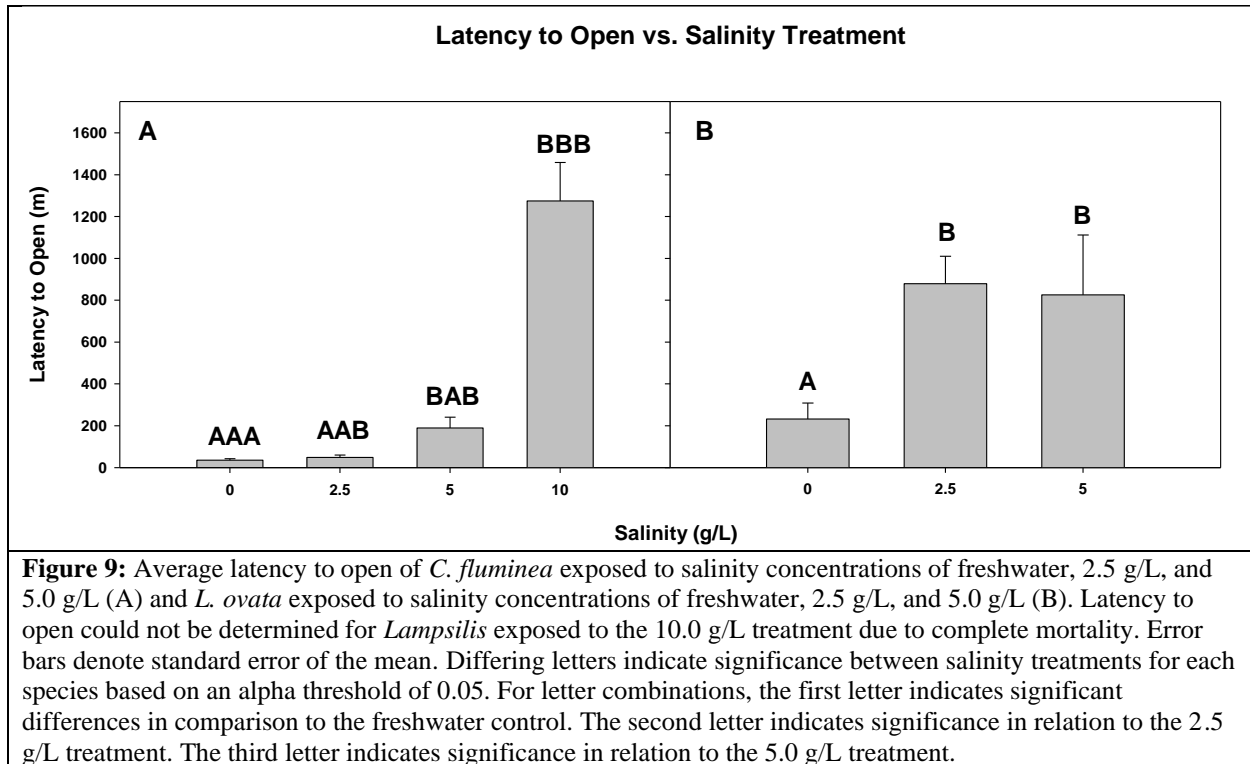 Latency to Open vs. Salinity Treatment
A
B
Latency to Open (m)
1600
1400
1200
1000
800
600
400
200
0
AAA
AAB
BAB
BBB
A
B
B
0
2.5
5
10
0
2.5
5
Salinity (g/L)
Figure 9: Average latency to open of C. fluminea exposed to salinity concentrations of freshwater, 2.5 g/L, and
5.0 g/L (A) and L. ovata exposed to salinity concentrations of freshwater, 2.5 g/L, and 5.0 g/L (B). Latency to
open could not be determined for Lampsilis exposed to the 10.0 g/L treatment due to complete mortality. Error
bars denote standard error of the mean. Differing letters indicate significance between salinity treatments for each
species based on an alpha threshold of 0.05. For letter combinations, the first letter indicates significant
differences in comparison to the freshwater control. The second letter indicates significance in relation to the 2.5
g/L treatment. The third letter indicates significance in relation to the 5.0 g/L treatment.